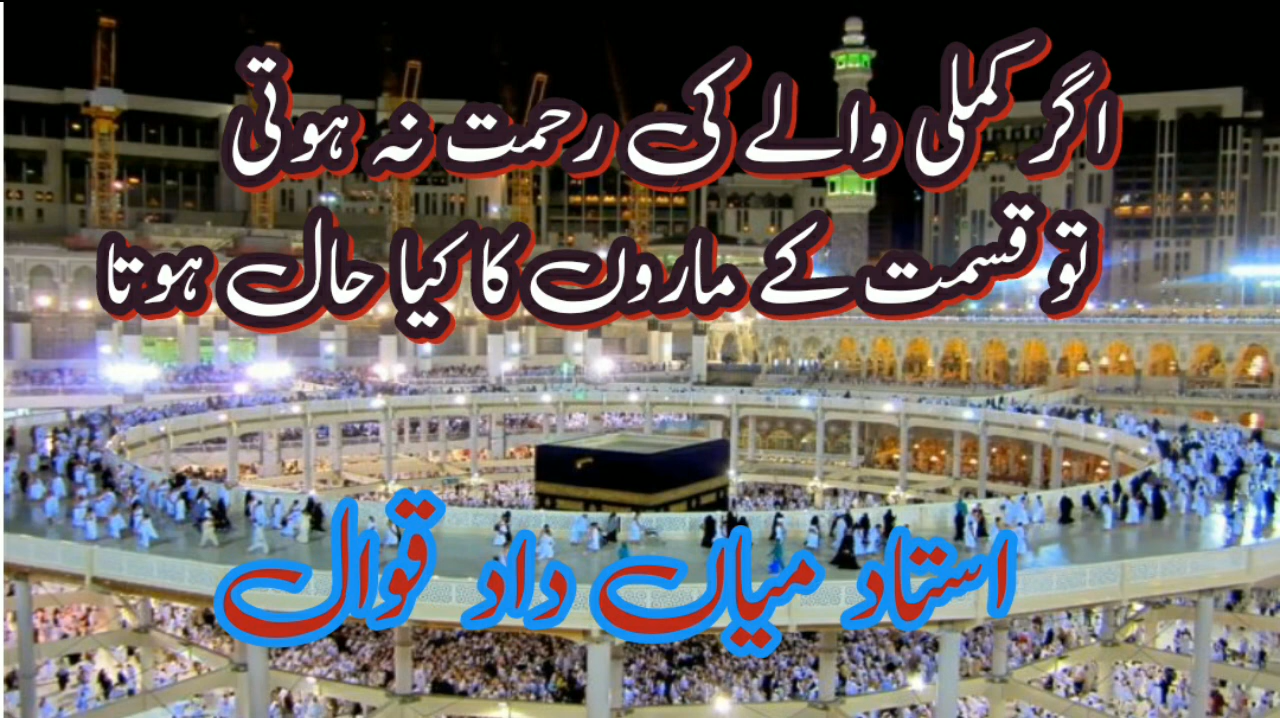 اگر کملی والے کی رحمت نہ ہوتی
تو قسمت کے ماروں کا کیا حال ہوتا
استاد میاں داد قوال